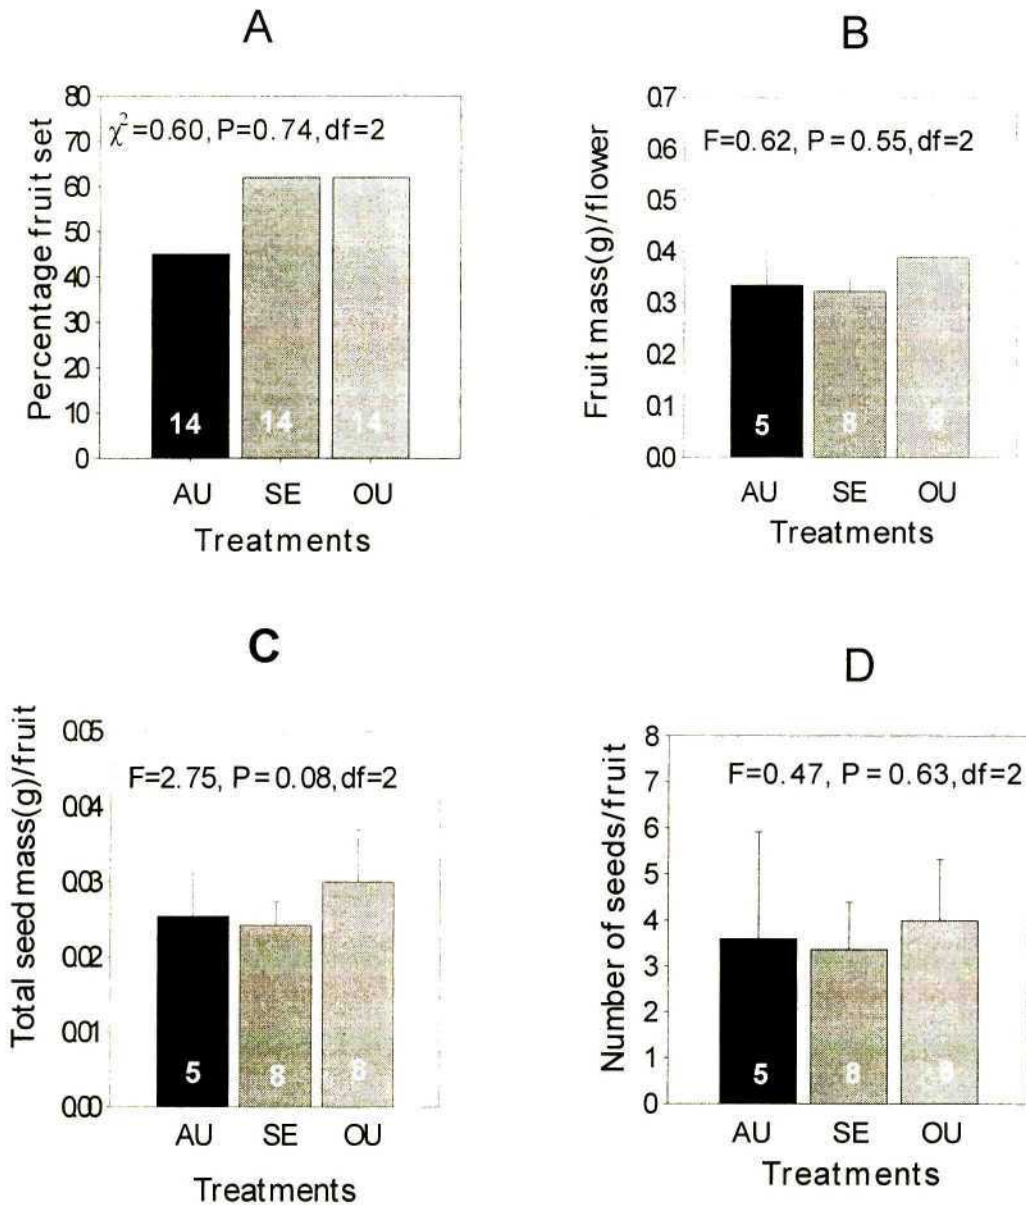 A
Percentage fruit set
80
70
60
50
40
30
20
10
0
χ²=0.60, P=0.74, df=2
14
14
14
AU
SE
OU
Treatments
B
Fruit mass(g)/flower
0.7
0.6
0.5
0.4
0.3
0.2
0.1
0.0
F=0.62, P = 0.55, df=2
5
8
8
AU
SE
OU
Treatments
C
Total seed mass(g)/fruit
0.05
0.04
0.03
0.02
0.01
0.00
F=2.75, P = 0.08, df=2
5
8
8
AU
SE
OU
Treatments
D
Number of seeds/fruit
8
7
6
5
4
3
2
1
0
F=0.47, P = 0.63, df=2
5
8
8
AU
SE
OU
Treatments